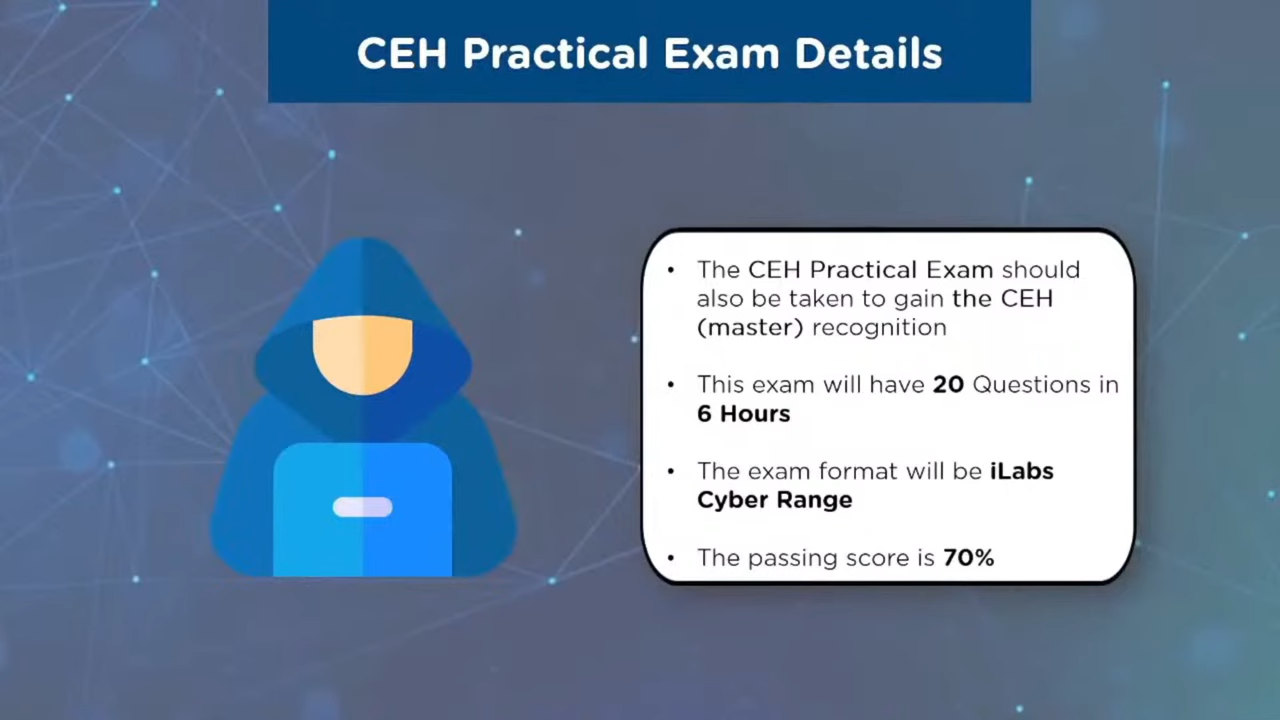 CEH Practical Exam Details
• The CEH Practical Exam should
also be taken to gain the CEH
(master) recognition
• This exam will have 20 Questions in
6 Hours
• The exam format will be iLabs
Cyber Range
• The passing score is 70%